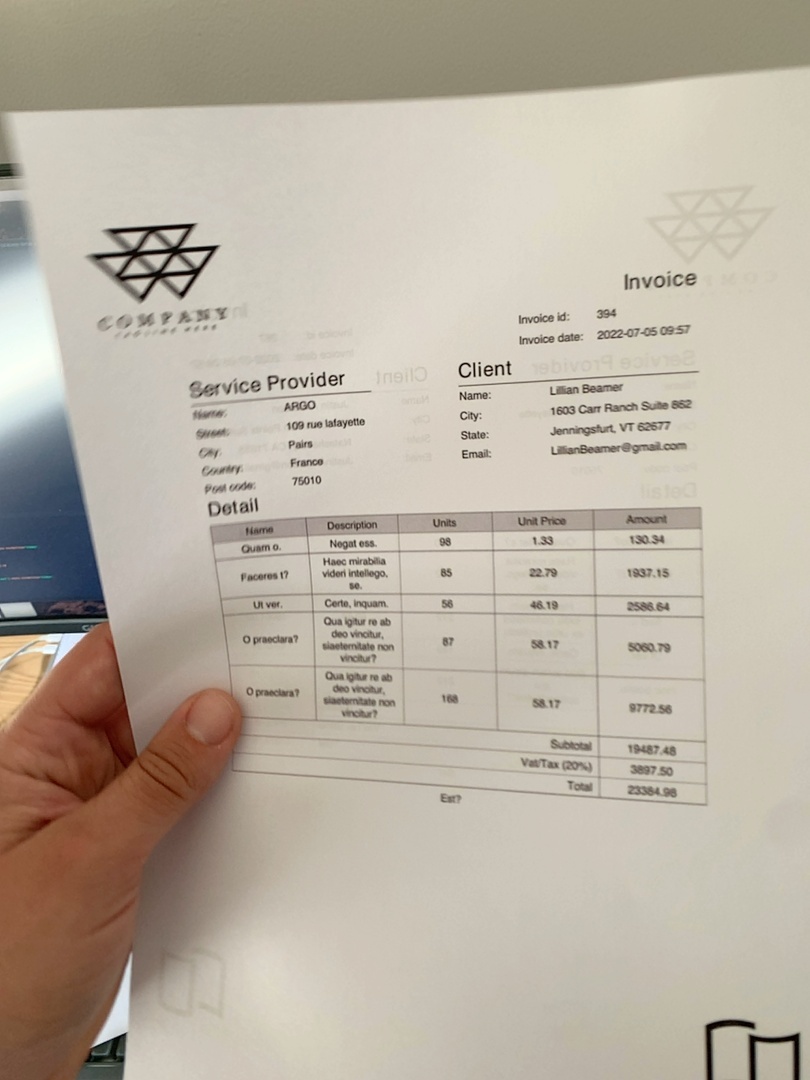 COMPANY
Invoice
Invoice id: 394
Invoice date: 2022-07-05 09:57
Service Provider
Name: ARGO
Street: 109 rue lafayette
City: Pairs
Country: France
Post code: 75010
Client
Name: Lillian Beamer
City: 1603 Carr Ranch Suite 862
State: Jenningsfurt, VT 62677
Email: LillianBeamer@gmail.com
Detail
Name Description Units Unit Price Amount
Quam o. Negat ess. 98 1.33 130.34
Faceres t? Haec mirabilia videri intellego, se. 85 22.79 1937.15
Ut ver. Certe, inquam. 56 46.19 2586.64
O praeclara? Qua igitur re ab deo vincitur, siaeternitate non vincitur? 87 58.17 5060.79
O praeclara? Qua igitur re ab deo vincitur, siaeternitate non vincitur? 168 58.17 9772.56
Subtotal 19487.48
Vat/Tax (20%) 3897.50
Total 23384.98
Est?